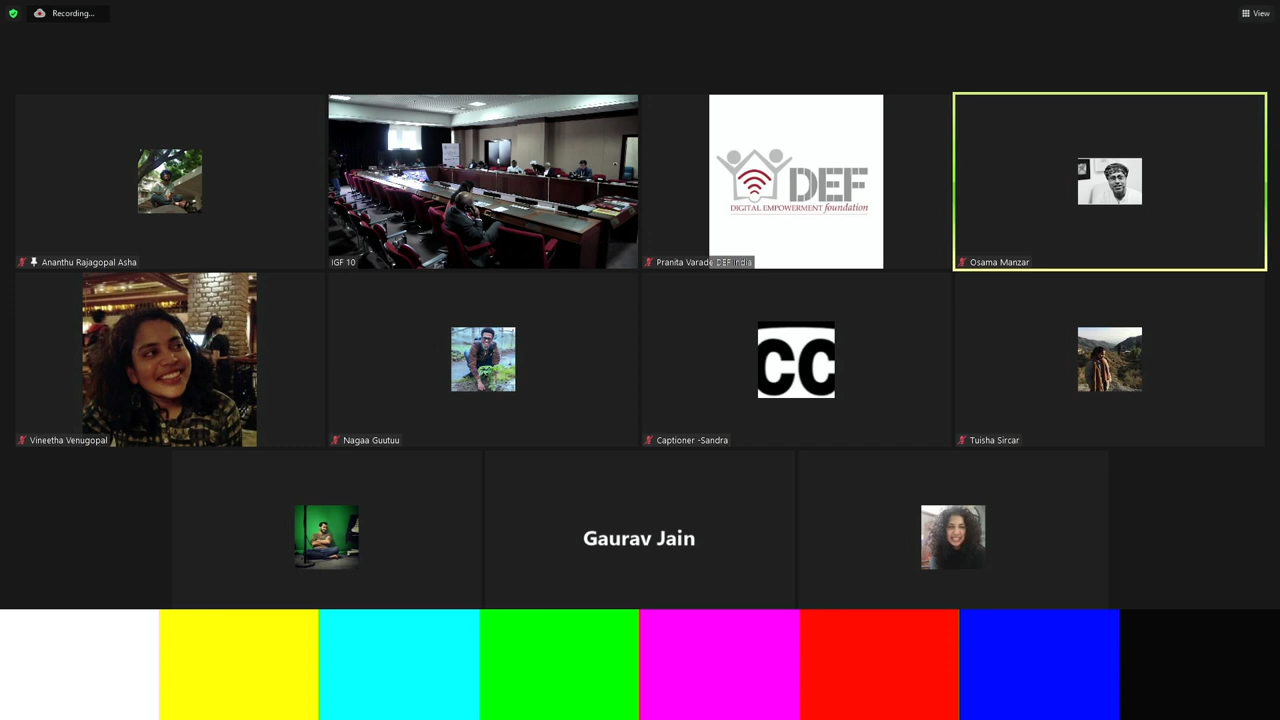 Recording...
View
Ananthu Rajagopal Asha
IGF 10
DEF
DIGITAL EMPOWERMENT foundation
Pranita Varade DEF India
Osama Manzar
Vineetha Venugopal
Nagaa Guutuu
CC
Captioner -Sandra
Tuisha Sircar
Gaurav Jain